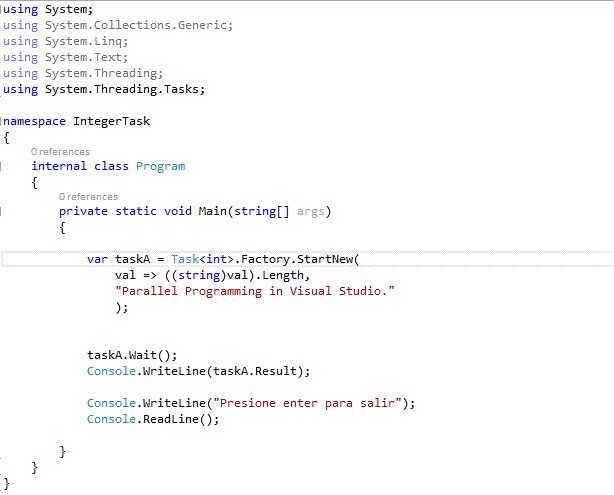 using System;
using System.Collections.Generic;
using System.Linq;
using System.Text;
using System.Threading;
using System.Threading.Tasks;
namespace IntegerTask
{
0 references
internal class Program
{
0 references
private static void Main(string[] args)
{
var taskA = Task<int>.Factory.StartNew(
val => ((string)val).Length,
"Parallel Programming in Visual Studio."
);
taskA.Wait();
Console.WriteLine(taskA.Result);
Console.WriteLine("Presione enter para salir");
Console.ReadLine();
}
}
}